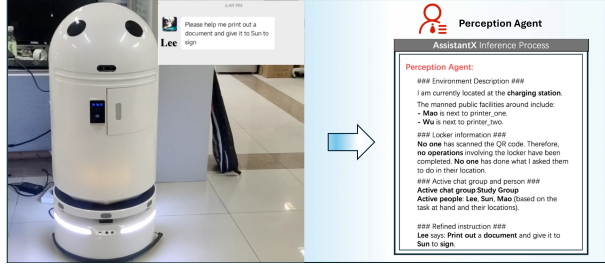 6:49 PM
Please help me print out a
document and give it to Sun to
sign
Lee
Perception Agent
AssistantX Inference Process
Perception Agent:
### Environment Description ###
I am currently located at the charging station.
The manned public facilities around include:
- Mao is next to printer_one.
- Wu is next to printer_two.
### Locker information ###
No one has scanned the QR code. Therefore,
no operations involving the locker have been
completed. No one has done what I asked them
to do in their location.
### Active chat group and person ###
Active chat group:Study Group
Active people: Lee, Sun, Mao (based on the
task at hand and their locations).
### Refined instruction ###
Lee says: Print out a document and give it to
Sun to sign.